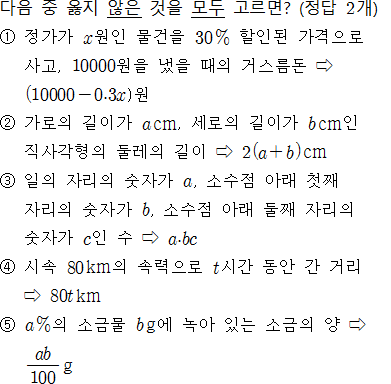 다음 중 옳지 않은 것을 모두 고르면? (정답 2개)
① 정가가 x원인 물건을 30% 할인된 가격으로
사고, 10000원을 냈을 때의 거스름돈 ⇨
(10000-0.3x)원
② 가로의 길이가 a cm, 세로의 길이가 b cm인
직사각형의 둘레의 길이 ⇨ 2(a+b)cm
③ 일의 자리의 숫자가 a, 소수점 아래 첫째
자리의 숫자가 b, 소수점 아래 둘째 자리의
숫자가 c인 수 ⇨ a.bc
④ 시속 80km의 속력으로 t시간 동안 간 거리
⇨ 80t km
⑤ a%의 소금물 b g에 녹아 있는 소금의 양 ⇨
ab/100 g